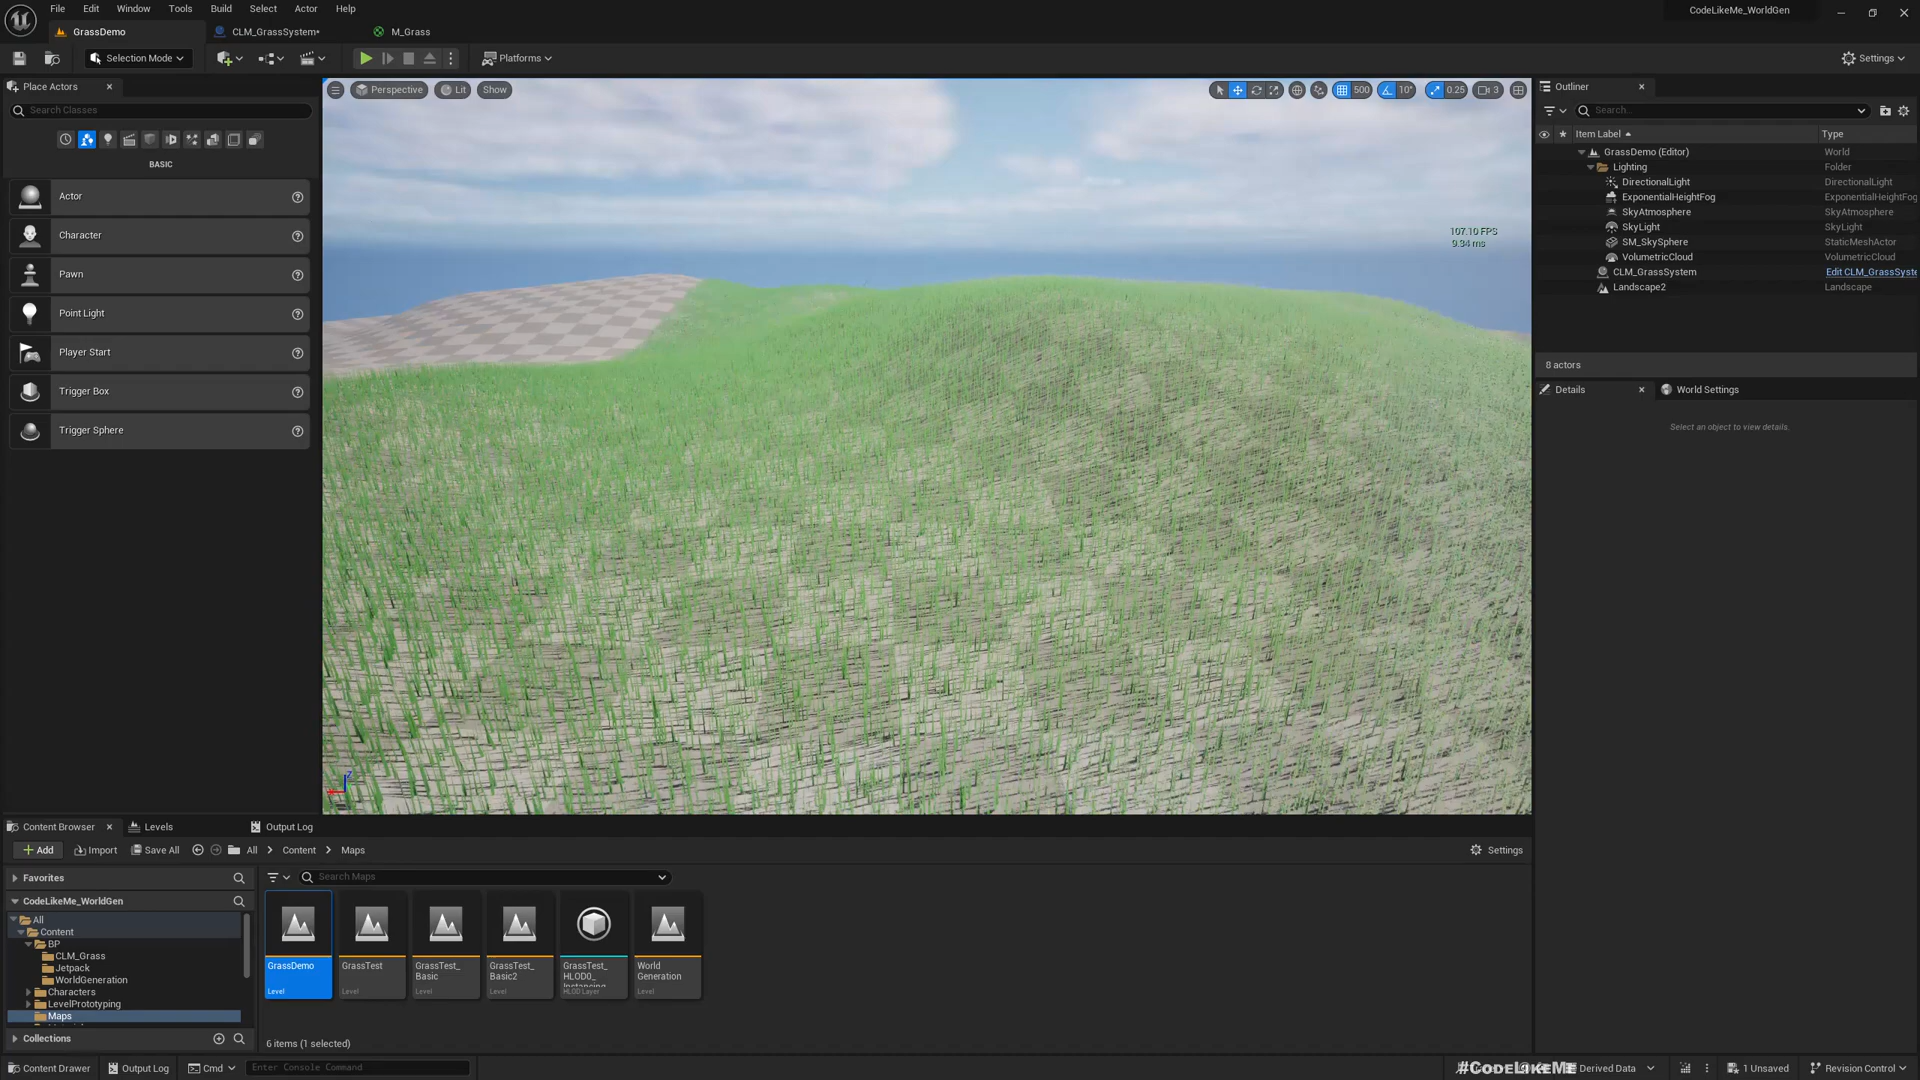 File Edit Window Tools Build Select Actor Help
CodeLikeMe_WorldGen
GrassDemo CLM_GrassSystem* M_Grass
Selection Mode Platforms Settings
Place Actors
Search Classes
BASIC
Actor
Character
Pawn
Point Light
Player Start
Trigger Box
Trigger Sphere
Perspective Lit Show
500 10° 0.25 3
107.10 FPS
9.34 ms
Outliner
Search...
Item Label Type
GrassDemo (Editor) World
Lighting Folder
DirectionalLight DirectionalLight
ExponentialHeightFog ExponentialHeightFog
SkyAtmosphere SkyAtmosphere
SkyLight SkyLight
SM_SkySphere StaticMeshActor
VolumetricCloud VolumetricCloud
CLM_GrassSystem Edit CLM_GrassSyste
Landscape2 Landscape
8 actors
Details World Settings
Select an object to view details.
Content Browser Levels Output Log
Add Import Save All All Content Maps Settings
Favorites
Search Maps
CodeLikeMe_WorldGen
All
Content
BP
CLM_Grass
Jetpack
WorldGeneration
Characters
LevelPrototyping
Maps
Collections
GrassDemo
Level
GrassTest
Level
GrassTest_
Basic
Level
GrassTest_
Basic2
Level
GrassTest_
HLOD0_
Instancing
HLOD Layer
World
Generation
Level
6 items (1 selected)
Content Drawer Output Log Cmd Enter Console Command
#CodeLikeMe Derived Data 1 Unsaved Revision Control